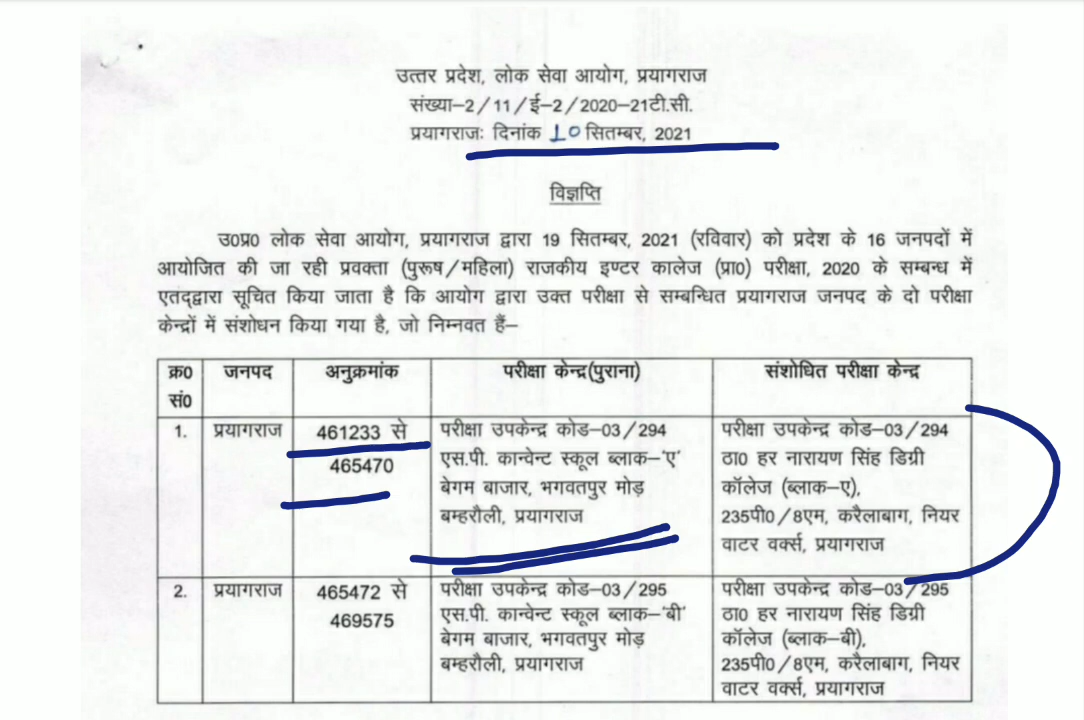 उत्तर प्रदेश, लोक सेवा आयोग, प्रयागराज
संख्या–2/11/ई–2/2020–21टी.सी.
प्रयागराजः दिनांक 10 सितम्बर, 2021
विज्ञप्ति
उ0प्र0 लोक सेवा आयोग, प्रयागराज द्वारा 19 सितम्बर, 2021 (रविवार) को प्रदेश के 16 जनपदों में
आयोजित की जा रही प्रवक्ता (पुरूष/महिला) राजकीय इण्टर कालेज (प्रा0) परीक्षा, 2020 के सम्बन्ध में
एतद्द्वारा सूचित किया जाता है कि आयोग द्वारा उक्त परीक्षा से सम्बन्धित प्रयागराज जनपद के दो परीक्षा
केन्द्रों में संशोधन किया गया है, जो निम्नवत हैं–
क्र0 सं0 जनपद अनुक्रमांक परीक्षा केन्द्र(पुराना) संशोधित परीक्षा केन्द्र
1. प्रयागराज 461233 से परीक्षा उपकेन्द्र कोड–03/294 परीक्षा उपकेन्द्र कोड–03/294
465470 एस.पी. कान्वेन्ट स्कूल ब्लाक–'ए' ठा0 हर नारायण सिंह डिग्री
बेगम बाजार, भगवतपुर मोड़ कॉलेज (ब्लाक–ए),
बम्हरौली, प्रयागराज 235पी0/8एम, करैलाबाग, नियर
वाटर वर्क्स, प्रयागराज
2. प्रयागराज 465472 से परीक्षा उपकेन्द्र कोड–03/295 परीक्षा उपकेन्द्र कोड–03/295
469575 एस.पी. कान्वेन्ट स्कूल ब्लाक–'बी' ठा0 हर नारायण सिंह डिग्री
बेगम बाजार, भगवतपुर मोड़ कॉलेज (ब्लाक–बी),
बम्हरौली, प्रयागराज 235पी0/8एम, करैलाबाग, नियर
वाटर वर्क्स, प्रयागराज